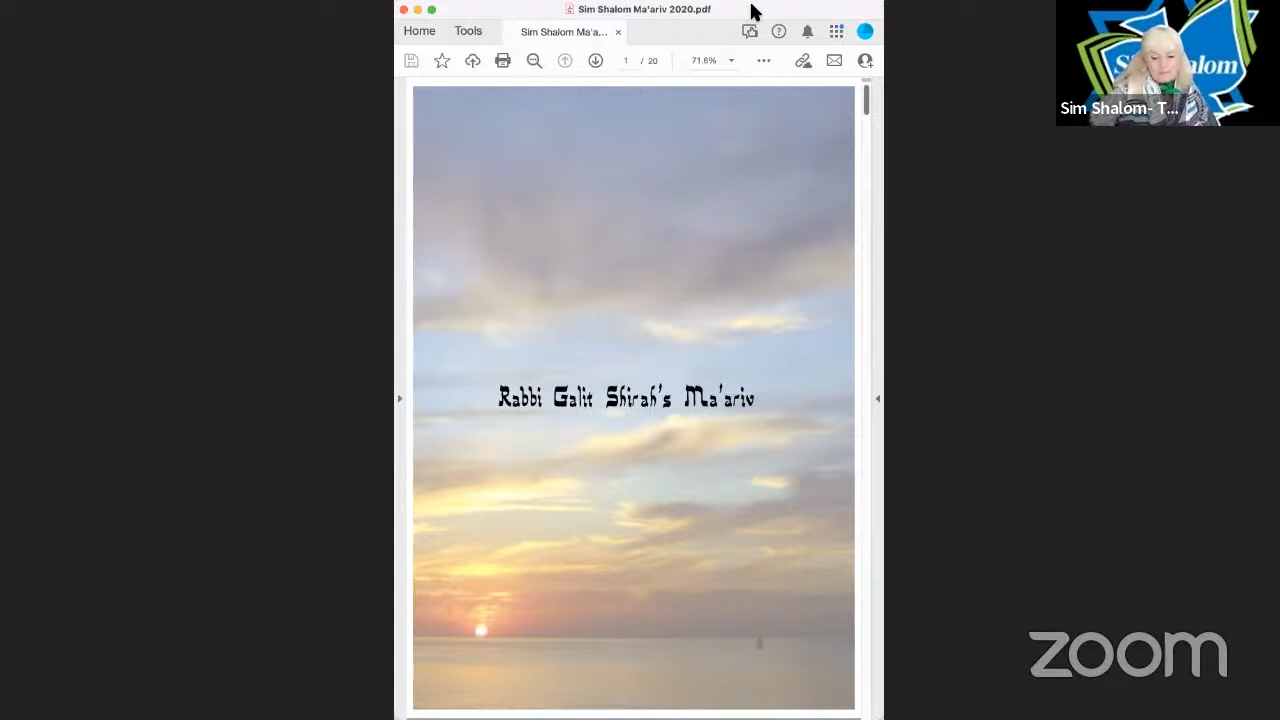 Sim Shalom Ma'ariv 2020.pdf
Home Tools Sim Shalom Ma'a... ×
1 / 20 71.6%
Sim Shalom- T...
Rabbi Galit Shirah's Ma'ariv
zoom